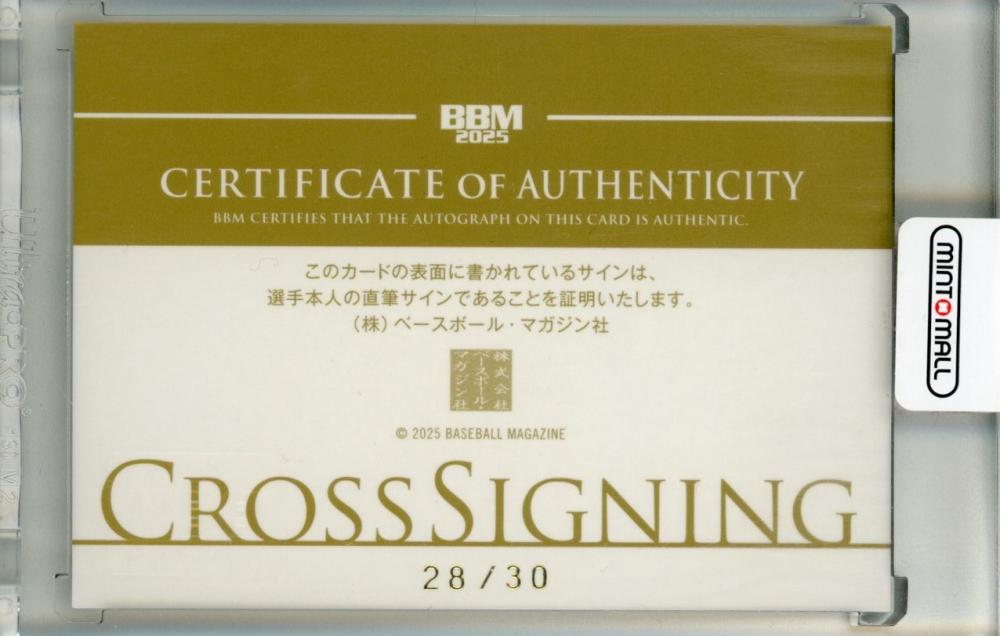 BBM
2025
CERTIFICATE OF AUTHENTICITY
BBM CERTIFIES THAT THE AUTOGRAPH ON THIS CARD IS AUTHENTIC.
このカードの表面に書かれているサインは、
選手本人の直筆サインであることを証明いたします。
（株）ベースボール・マガジン社
株式会社
ベースボール・
マガジン社
© 2025 BASEBALL MAGAZINE
CROSSSIGNING
28/30
MINT MALL